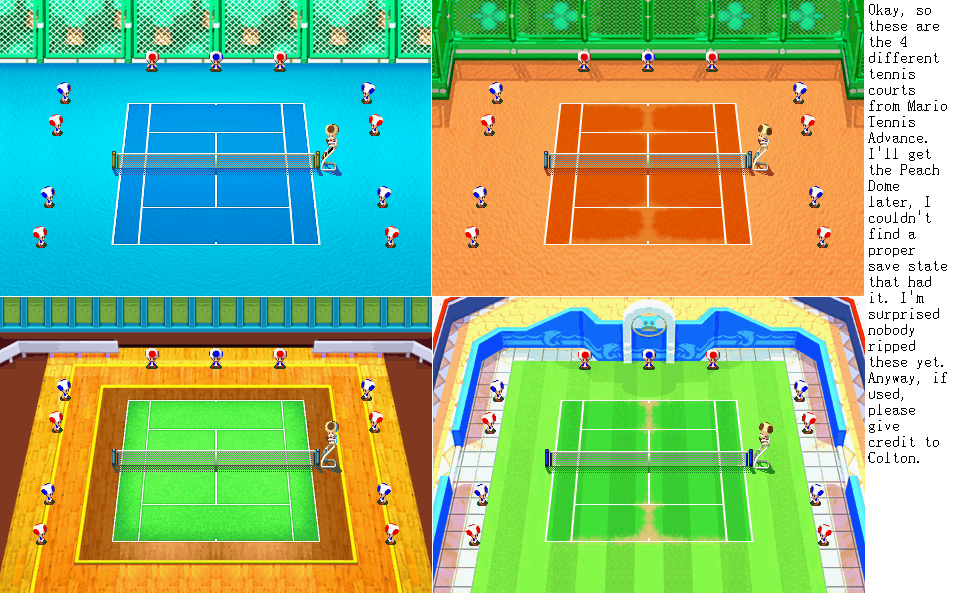 Okay, so
these are
the 4
different
tennis
courts
from Mario
Tennis
Advance.
I'll get
the Peach
Dome
later, I
couldn't
find a
proper
save state
that had
it. I'm
surprised
nobody
ripped
these yet.
Anyway, if
used,
please
give
credit to
Colton.